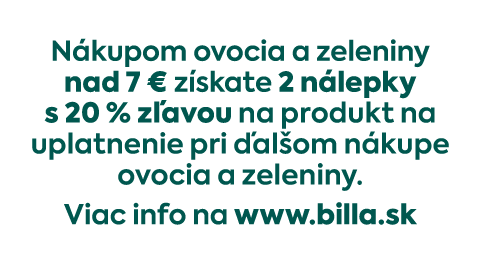 Nákupom ovocia a zeleniny
nad 7 € získate 2 nálepky
s 20 % zľavou na produkt na
uplatnenie pri ďalšom nákupe
ovocia a zeleniny.
Viac info na www.billa.sk